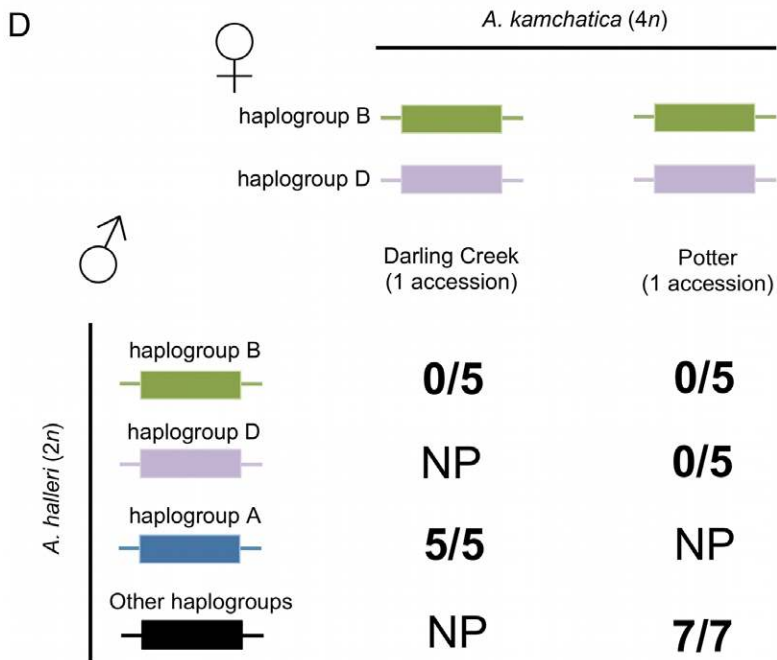 D
A. kamchatica (4n)
haplogroup B
haplogroup D
Darling Creek
(1 accession)
Potter
(1 accession)
A. halleri (2n)
haplogroup B
0/5 0/5
haplogroup D
NP 0/5
haplogroup A
5/5 NP
Other haplogroups
NP 7/7